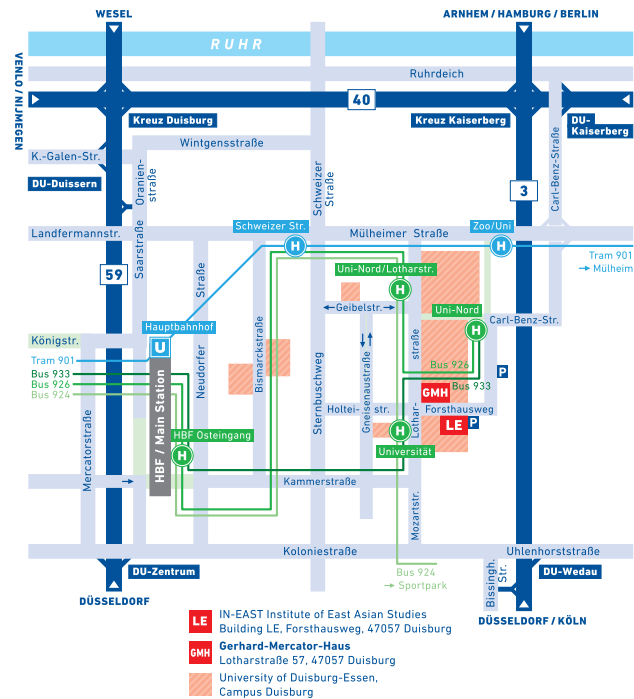 WESEL
ARNHEM / HAMBURG / BERLIN
RUHR
VENLO / NIJMEGEN
Ruhrdeich
40
Kreuz Duisburg
Kreuz Kaiserberg
DU-
Kaiserberg
Wintgensstraße
K.-Galen-Str.
DU-Duissern
Oranien-
straße
Schweizer
Straße
3
Carl-Benz-Straße
Landfermannstr.
Schweizer Str.
Mülheimer Straße
Zoo/Uni
Tram 901
→ Mülheim
59
Saarstraße
Neudorfer Straße
Uni-Nord/Lotharstr.
Geibelstr.
Uni-Nord
Carl-Benz-Str.
Hauptbahnhof
U
Königstr.
Tram 901
Bus 933
Bus 926
Bus 924
Bismarckstraße
Sternbuschweg
Gneisenaustraße
Lothar-
straße
Bus 926
Bus 933
GMH
P
Holtei-
str.
Forsthausweg
LE
P
HBF / Main Station
HBF Osteingang
H
H
H
H
H
H
Universität
Mercatorstraße
Kammerstraße
Mozartstr.
Koloniestraße
Uhlenhorststraße
Bus 924
→ Sportpark
Bissingh.
Str.
DU-Zentrum
DU-Wedau
DÜSSELDORF
DÜSSELDORF / KÖLN
LE
IN-EAST Institute of East Asian Studies
Building LE, Forsthausweg, 47057 Duisburg
GMH
Gerhard-Mercator-Haus
Lotharstraße 57, 47057 Duisburg
University of Duisburg-Essen,
Campus Duisburg